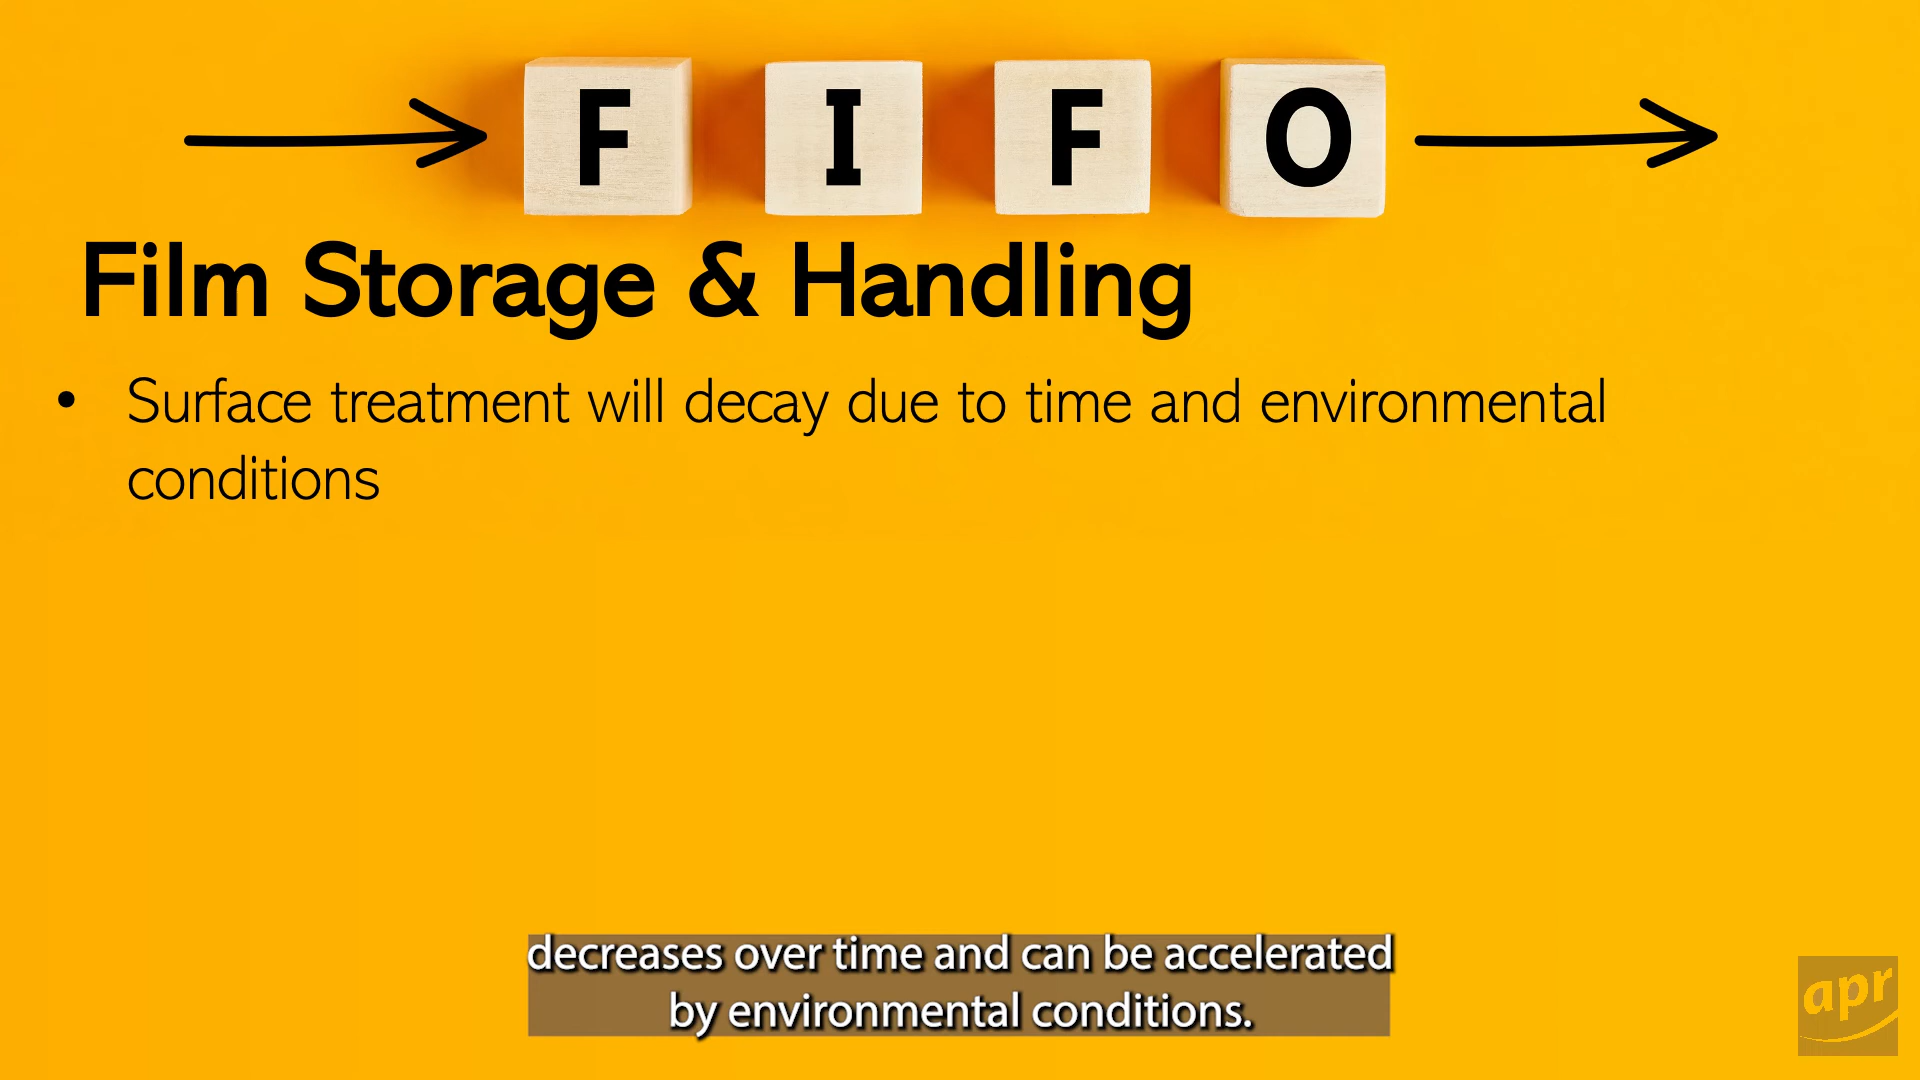 F I F O
Film Storage & Handling
• Surface treatment will decay due to time and environmental
conditions
decreases over time and can be accelerated
by environmental conditions.
apr